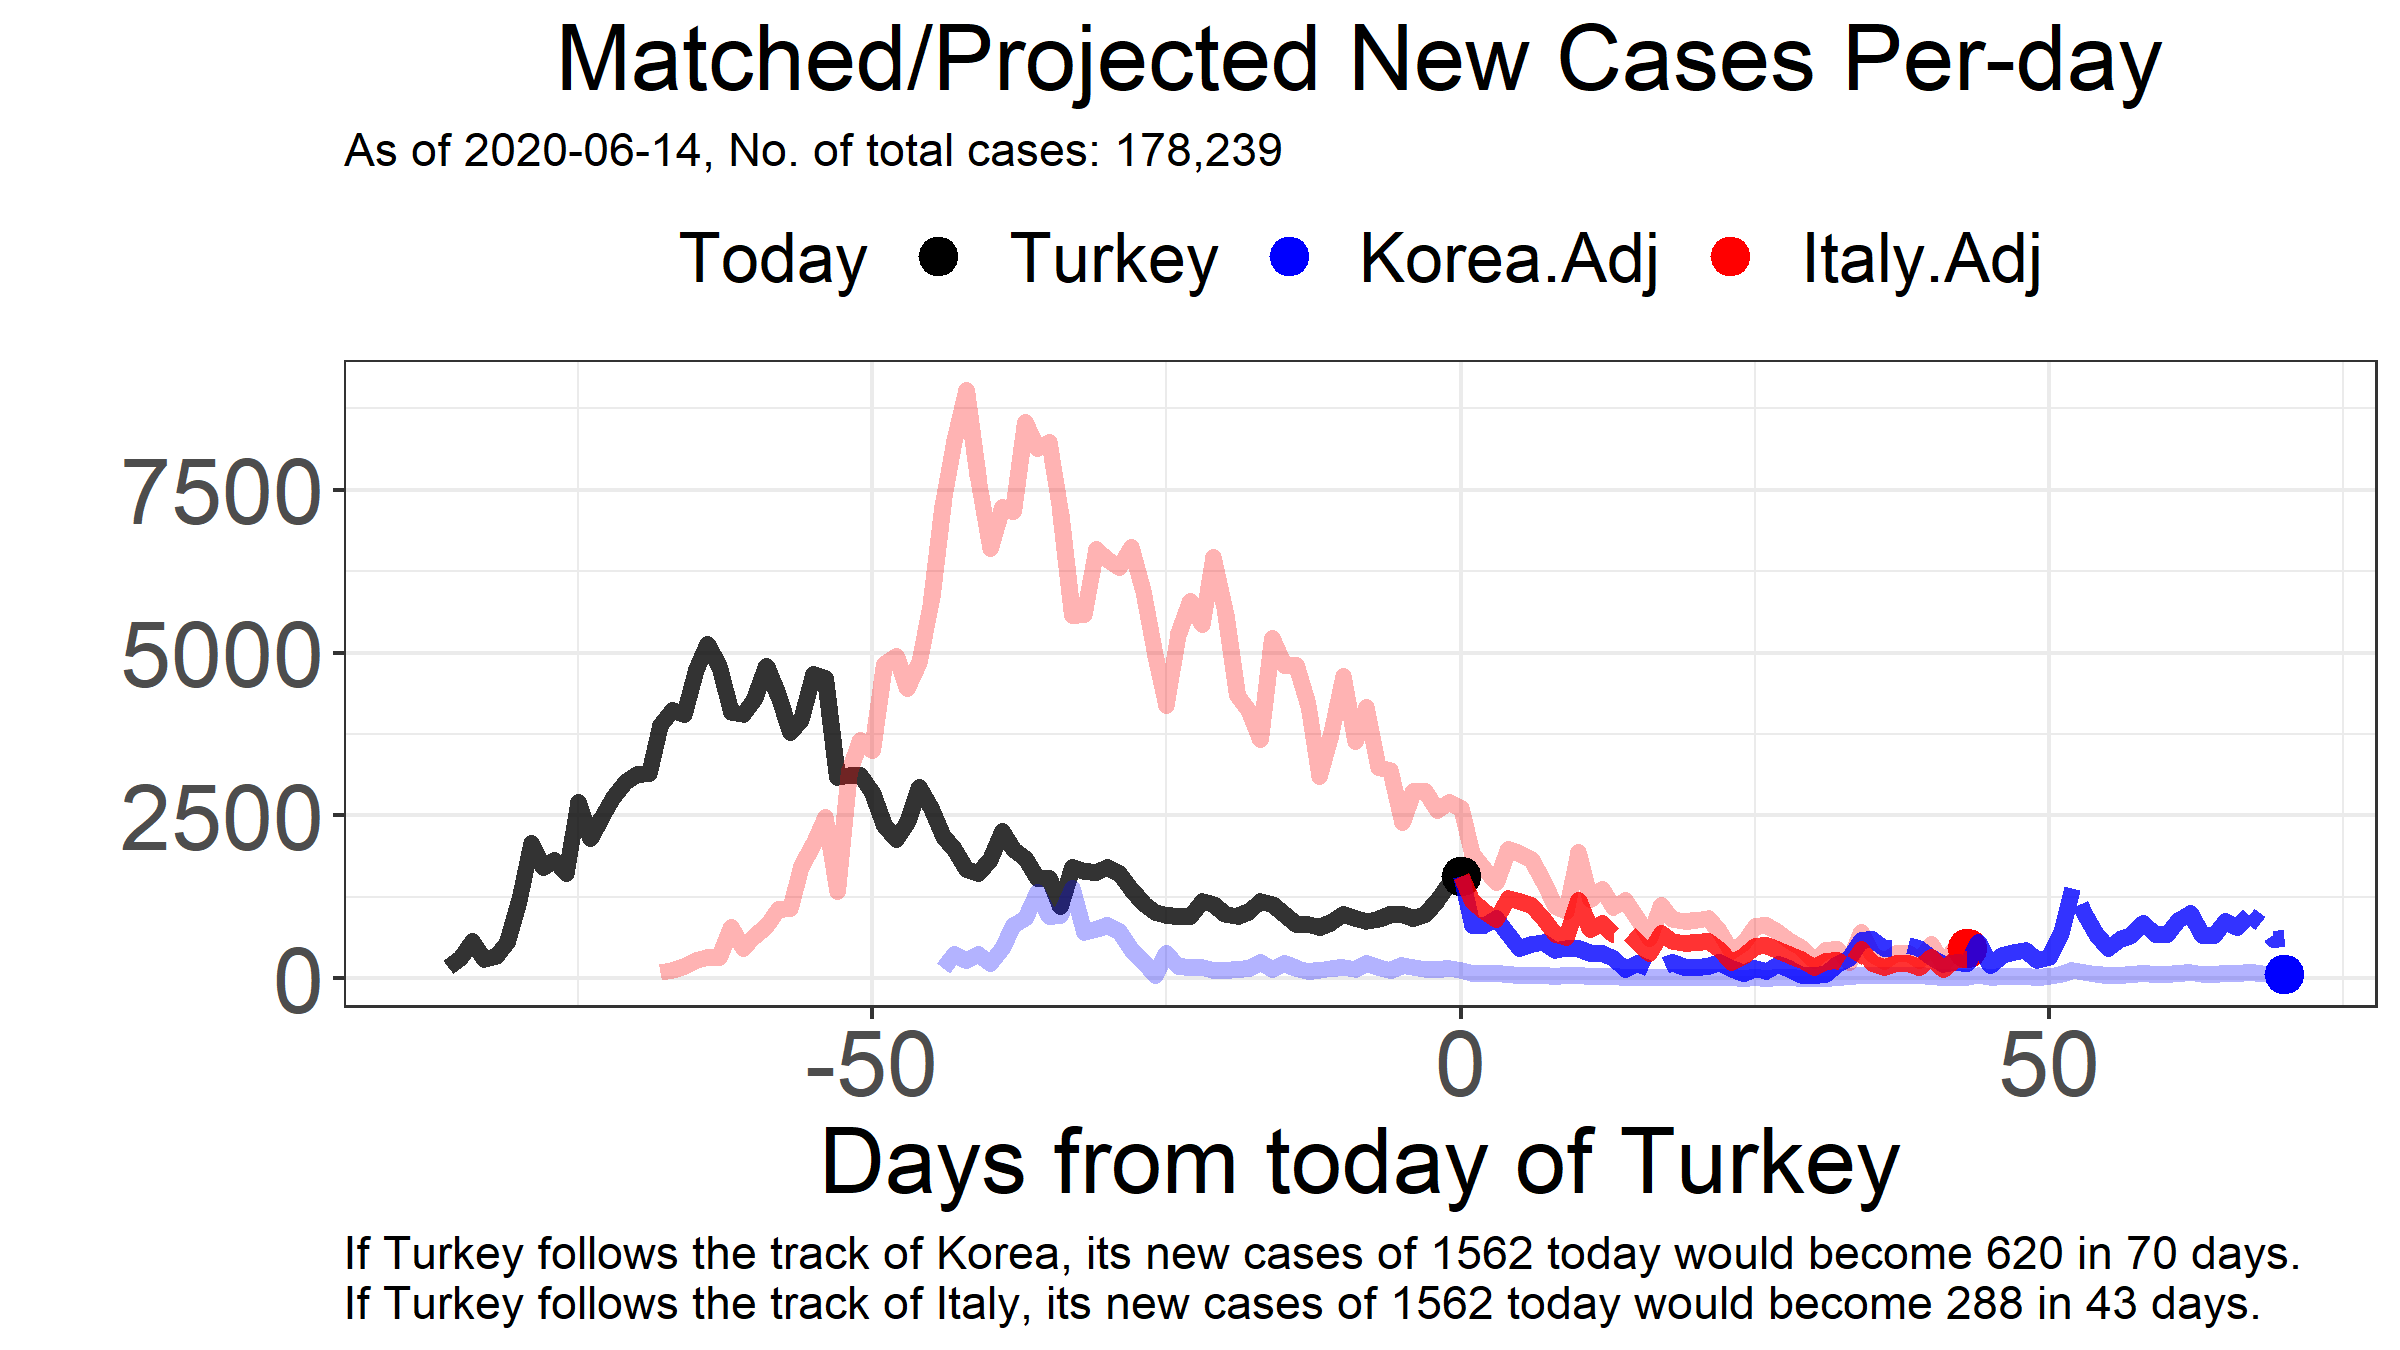 Matched/Projected New Cases Per-day
As of 2020-06-14, No. of total cases: 178,239
Today Turkey Korea.Adj Italy.Adj
7500
5000
2500
0
-50 0 50
Days from today of Turkey
If Turkey follows the track of Korea, its new cases of 1562 today would become 620 in 70 days.
If Turkey follows the track of Italy, its new cases of 1562 today would become 288 in 43 days.